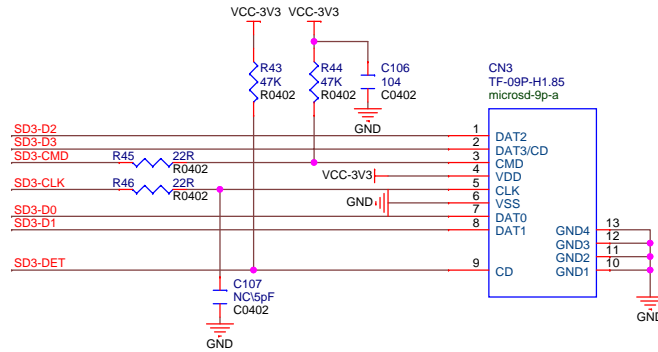 VCC-3V3
VCC-3V3
R43
47K
R0402
R44
47K
R0402
C106
104
C0402
GND
CN3
TF-09P-H1.85
microsd-9p-a
SD3-D2
1
DAT2
SD3-D3
2
DAT3/CD
SD3-CMD
R45
22R
R0402
3
CMD
VCC-3V3
4
VDD
SD3-CLK
R46
22R
R0402
5
CLK
GND
6
VSS
SD3-D0
7
DAT0
SD3-D1
8
DAT1
GND4
13
GND3
12
GND2
11
GND1
10
SD3-DET
9
CD
C107
NC\5pF
C0402
GND
GND